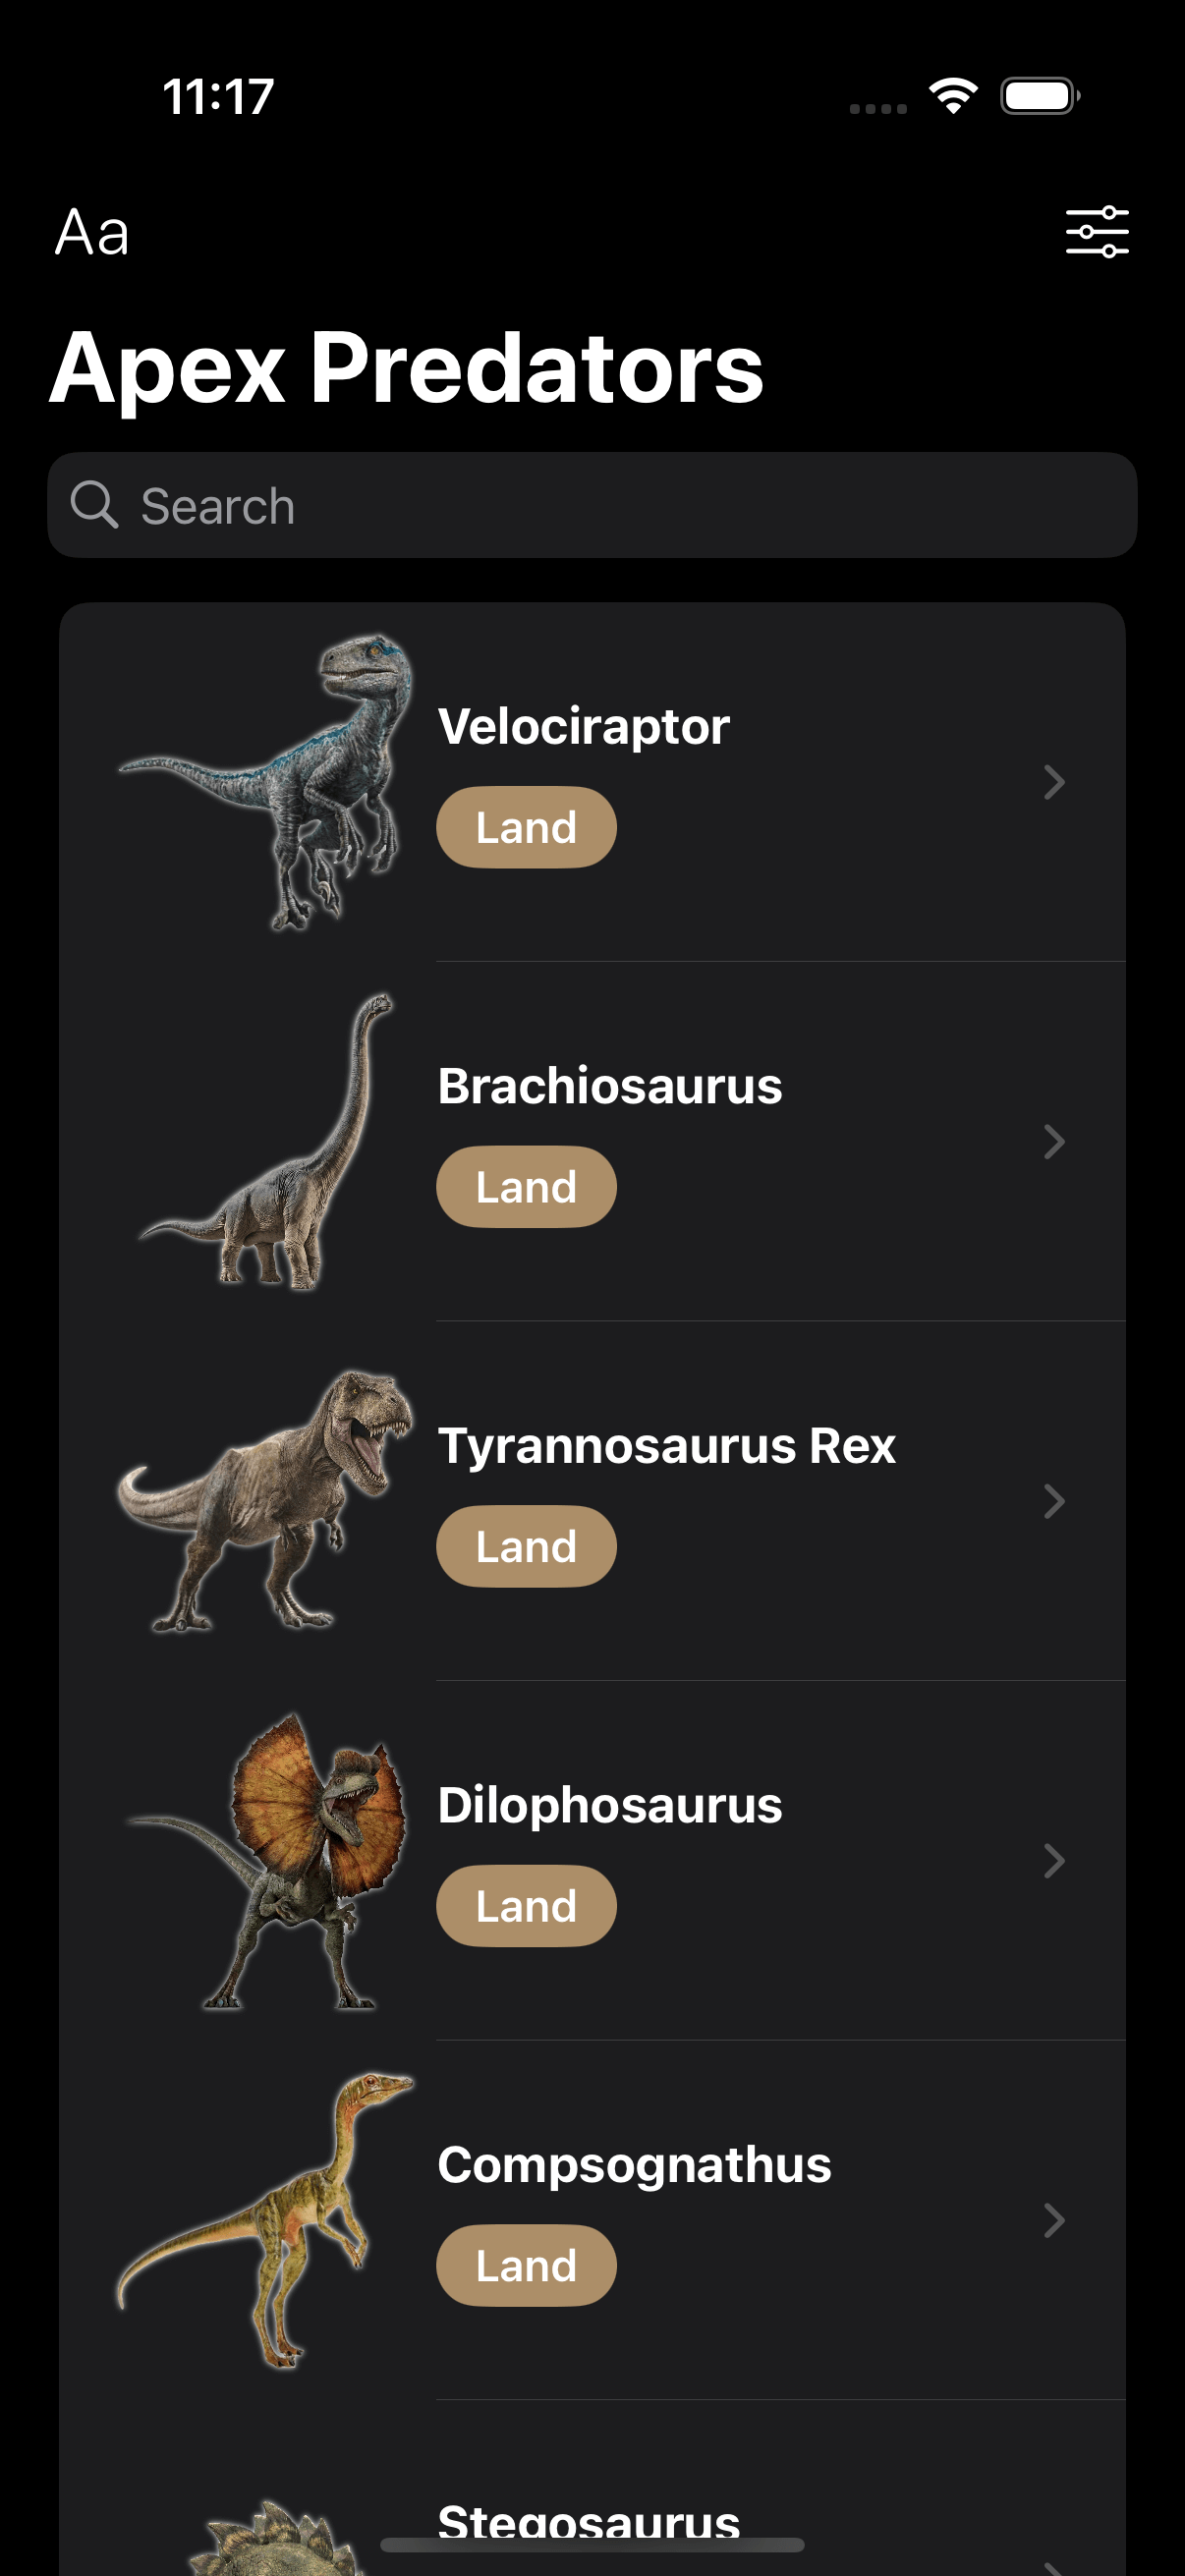 11:17
Aa
Apex Predators
Search
Velociraptor
Land
Brachiosaurus
Land
Tyrannosaurus Rex
Land
Dilophosaurus
Land
Compsognathus
Land
Stegosaurus